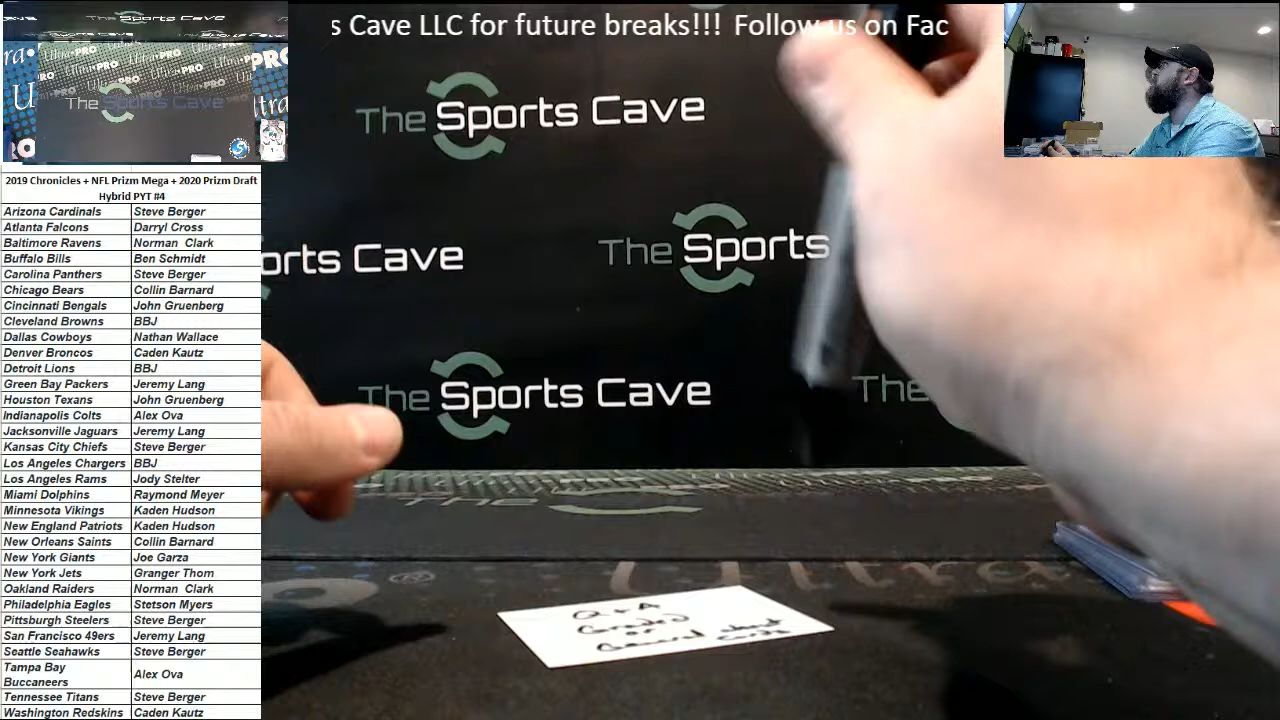 s Cave LLC for future breaks!!! Follow us on Fac
The Sports Cave
The Sports Cave
orts Cave
The Sports
The Sports Cave
The
2019 Chronicles + NFL Prizm Mega + 2020 Prizm Draft
Hybrid PYT #4
Arizona Cardinals Steve Berger
Atlanta Falcons Darryl Cross
Baltimore Ravens Norman Clark
Buffalo Bills Ben Schmidt
Carolina Panthers Steve Berger
Chicago Bears Collin Barnard
Cincinnati Bengals John Gruenberg
Cleveland Browns BBJ
Dallas Cowboys Nathan Wallace
Denver Broncos Caden Kautz
Detroit Lions BBJ
Green Bay Packers Jeremy Lang
Houston Texans John Gruenberg
Indianapolis Colts Alex Ova
Jacksonville Jaguars Jeremy Lang
Kansas City Chiefs Steve Berger
Los Angeles Chargers BBJ
Los Angeles Rams Jody Stelter
Miami Dolphins Raymond Meyer
Minnesota Vikings Kaden Hudson
New England Patriots Kaden Hudson
New Orleans Saints Collin Barnard
New York Giants Joe Garza
New York Jets Granger Thom
Oakland Raiders Norman Clark
Philadelphia Eagles Stetson Myers
Pittsburgh Steelers Steve Berger
San Francisco 49ers Jeremy Lang
Seattle Seahawks Steve Berger
Tampa Bay
Buccaneers Alex Ova
Tennessee Titans Steve Berger
Washington Redskins Caden Kautz
THE
Ultra
Q + A
Graded
or
General about
cards